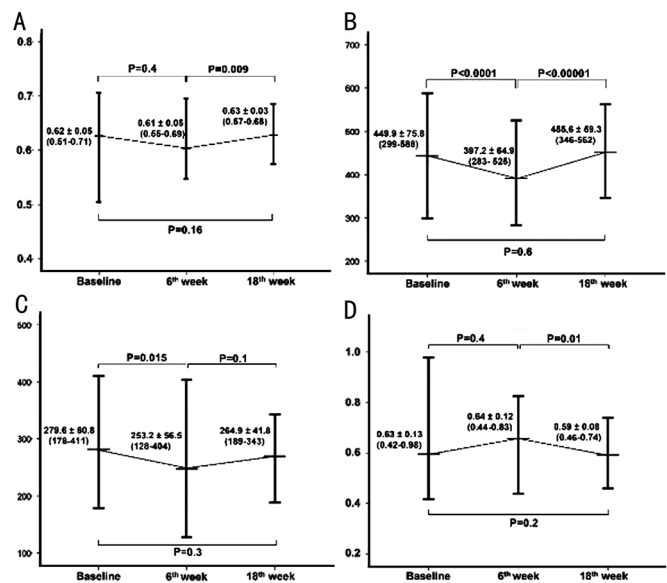 A
0.8
P=0.4
P=0.009
0.7
0.62 ± 0.05
(0.51-0.71)
0.61 ± 0.05
(0.55-0.69)
0.63 ± 0.03
(0.57-0.68)
0.6
0.5
P=0.16
0.4
Baseline
6th week
18th week
B
700
P<0.0001
P<0.00001
600
500
449.9 ± 75.8
(299-588)
397.2 ± 64.9
(283- 525)
455.6 ± 59.3
(346-562)
400
300
P=0.6
200
Baseline
6th week
18th week
C
600
P=0.015
P=0.1
400
279.6 ± 60.8
(178-411)
253.2 ± 56.5
(128-404)
264.9 ± 41.8
(189-343)
300
200
P=0.3
100
Baseline
6th week
18th week
D
P=0.4
P=0.01
1.0
0.8
0.63 ± 0.13
(0.42-0.98)
0.64 ± 0.12
(0.44-0.83)
0.59 ± 0.08
(0.46-0.74)
0.6
0.4
P=0.2
0.2
Baseline
6th week
18th week